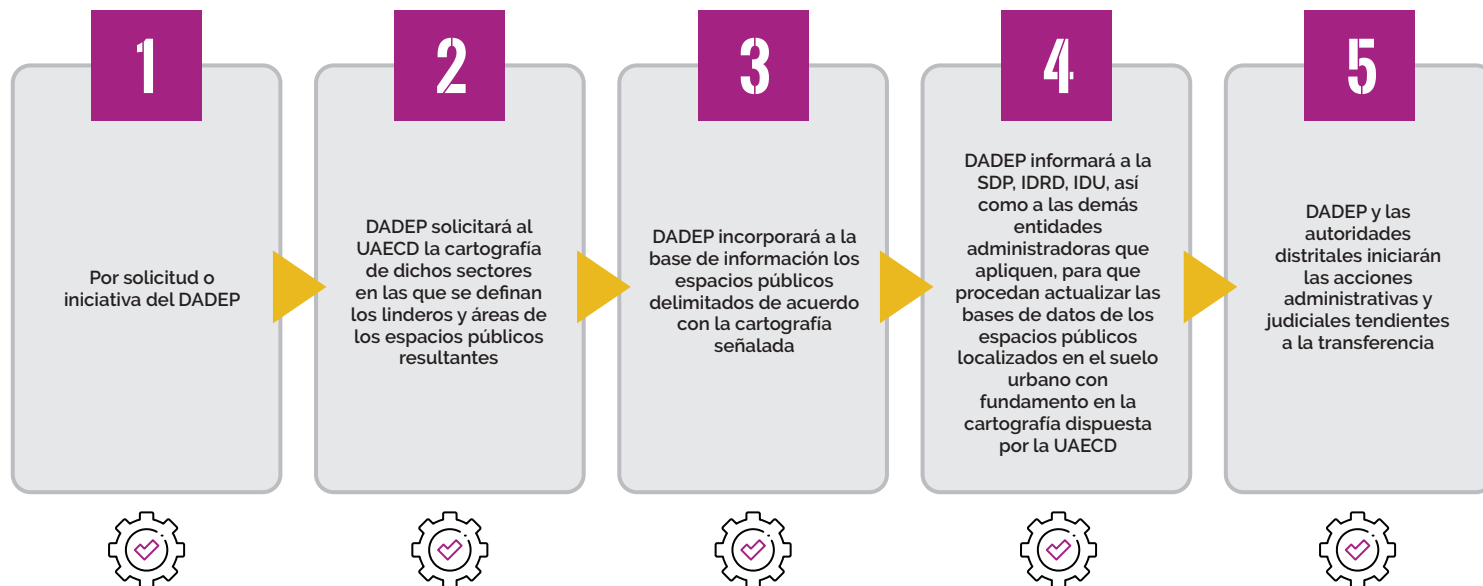 1
Por solicitud o
iniciativa del DADEP
2
DADEP solicitará al
UAECD la cartografía
de dichos sectores
en las que se definan
los linderos y áreas de
los espacios públicos
resultantes
3
DADEP incorporará a la
base de información los
espacios públicos
delimitados de acuerdo
con la cartografía
señalada
4
DADEP informará a la
SDP, IDRD, IDU, así
como a las demás
entidades
administradoras que
apliquen, para que
procedan actualizar las
bases de datos de los
espacios públicos
localizados en el suelo
urbano con
fundamento en la
cartografía dispuesta
por la UAECD
5
DADEP y las
autoridades
distritales iniciarán
las acciones
administrativas y
judiciales tendientes
a la transferencia